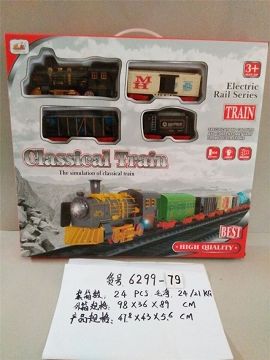 3+
Electric
Rail Series
TRAIN
Classical Train
The simulation of classical train
BEST
HIGH QUALITY
货号 6299-79
装箱数: 24 PCS 毛净: 24/21 KG
外箱规格: 98×36×89 CM
产品规格: 47.8×43×5.6 CM